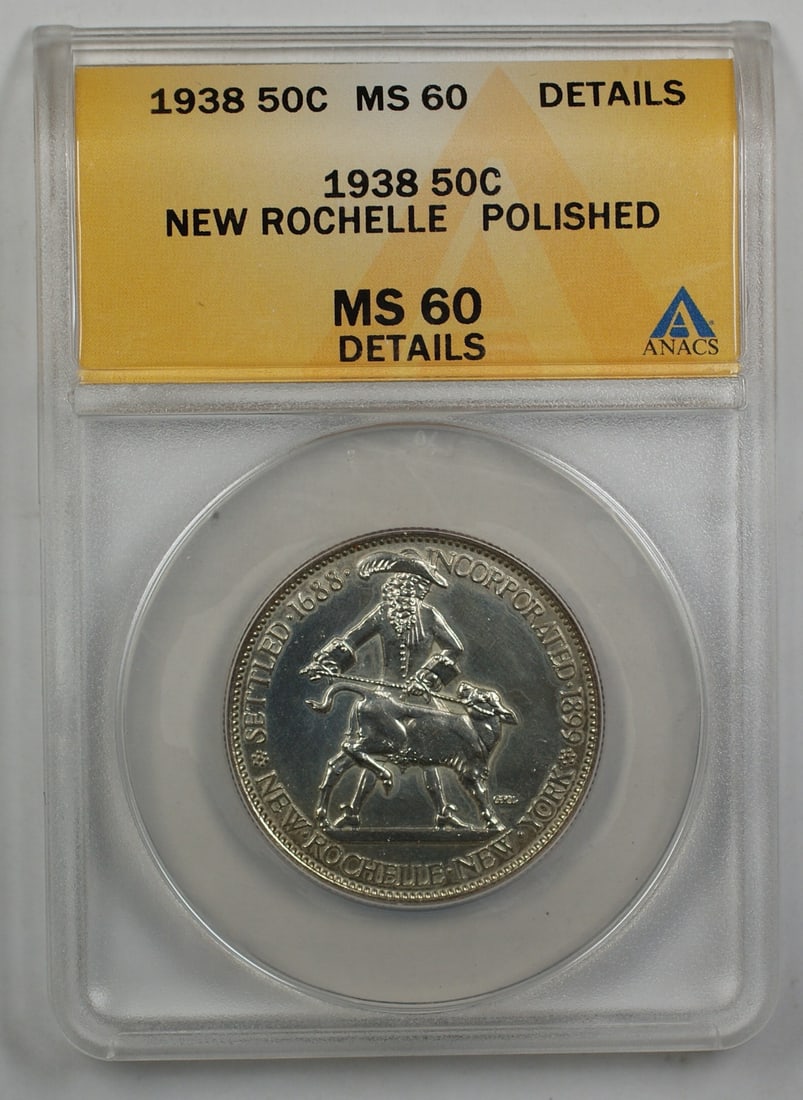 1938 50C MS 60 DETAILS
1938 50C
NEW ROCHELLE POLISHED
MS 60
DETAILS
ANACS
SETTLED · 1688 · INCORPORATED · 1899
NEW · ROCHELLE · NEW · YORK